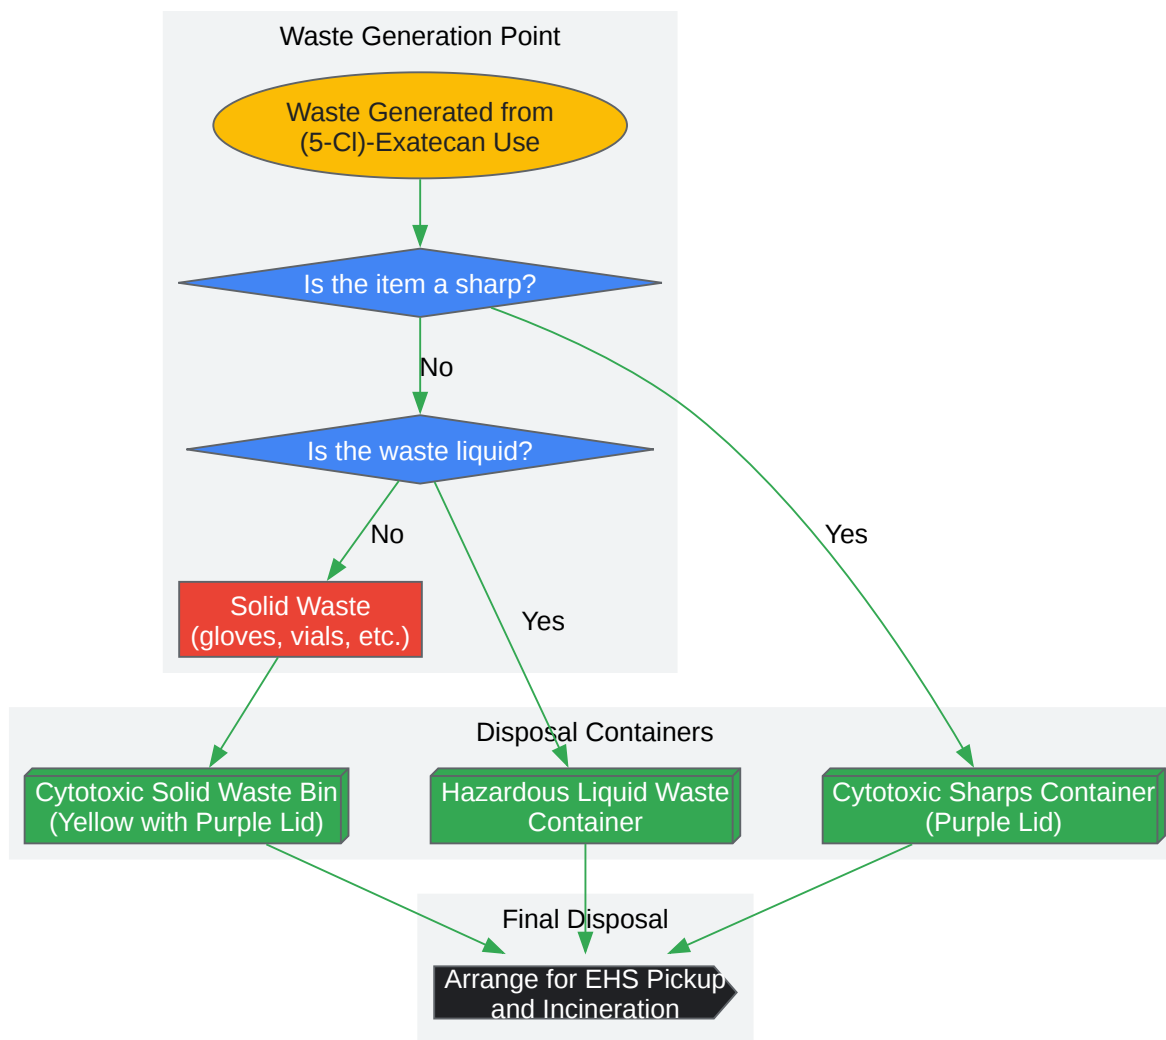 Waste Generation Point
Waste Generated from
(5-Cl)-Exatecan Use
Is the item a sharp?
No
Is the waste liquid?
No
Yes
Yes
Solid Waste
(gloves, vials, etc.)
Disposal Containers
Cytotoxic Solid Waste Bin
(Yellow with Purple Lid)
Hazardous Liquid Waste
Container
Cytotoxic Sharps Container
(Purple Lid)
Final Disposal
Arrange for EHS Pickup
and Incineration